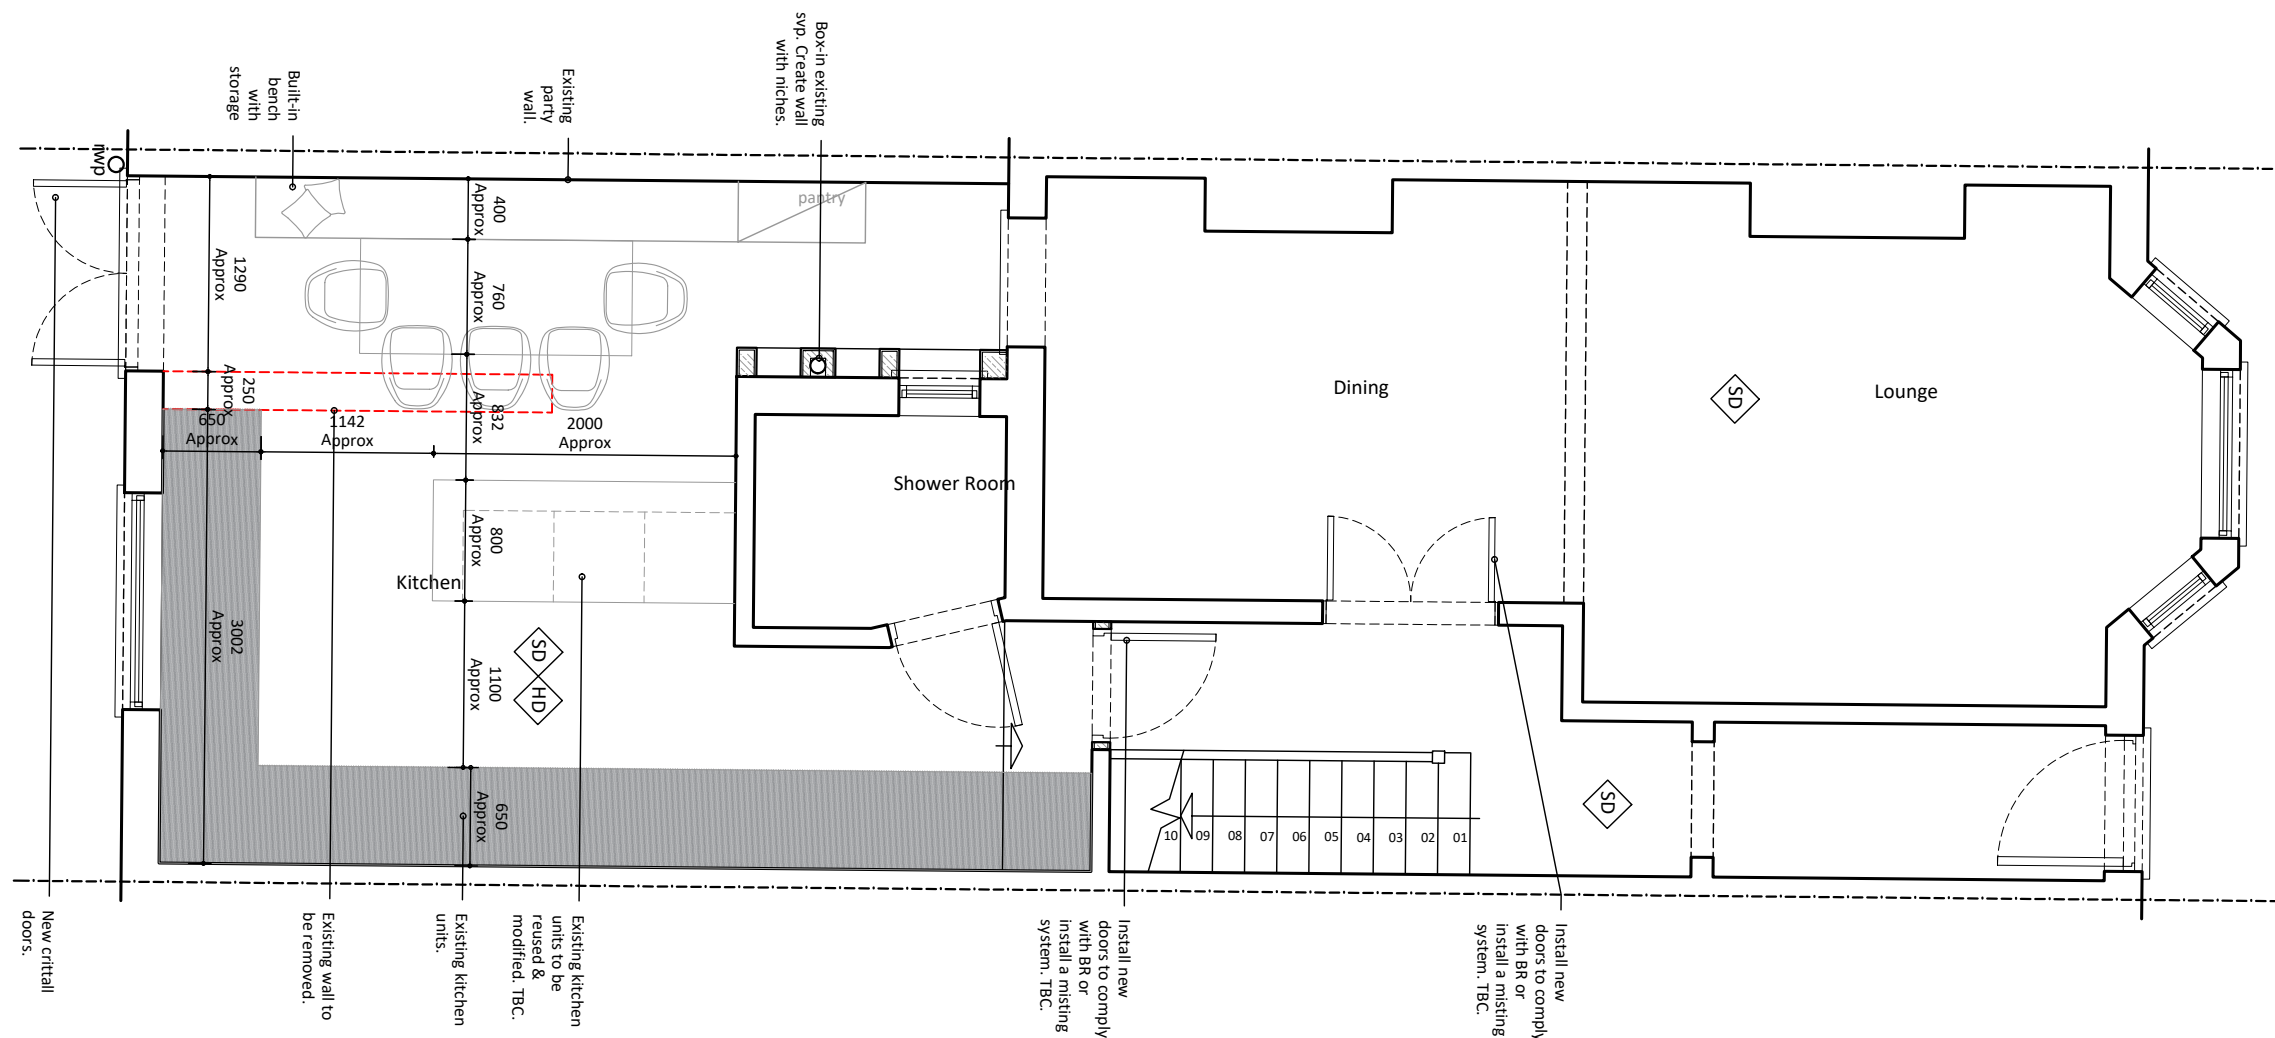 Box-in existing
svp. Create wall
with niches.
Built-in
bench
with
storage
Existing
party
wall.
rwp
pantry
400
Approx
1290
Approx
760
Approx
250
Approx
832
Approx
650
Approx
1142
Approx
2000
Approx
Dining
Lounge
SD
Shower Room
800
Approx
Kitchen
3002
Approx
SD
HD
1100
Approx
650
Approx
SD
10
09
08
07
06
05
04
03
02
01
New crittall
doors.
Existing wall to
be removed.
Existing kitchen
units.
Existing kitchen
units to be
reused &
modified. TBC.
Install new
doors to comply
with BR or
install a misting
system. TBC.
Install new
doors to comply
with BR or
install a misting
system. TBC.